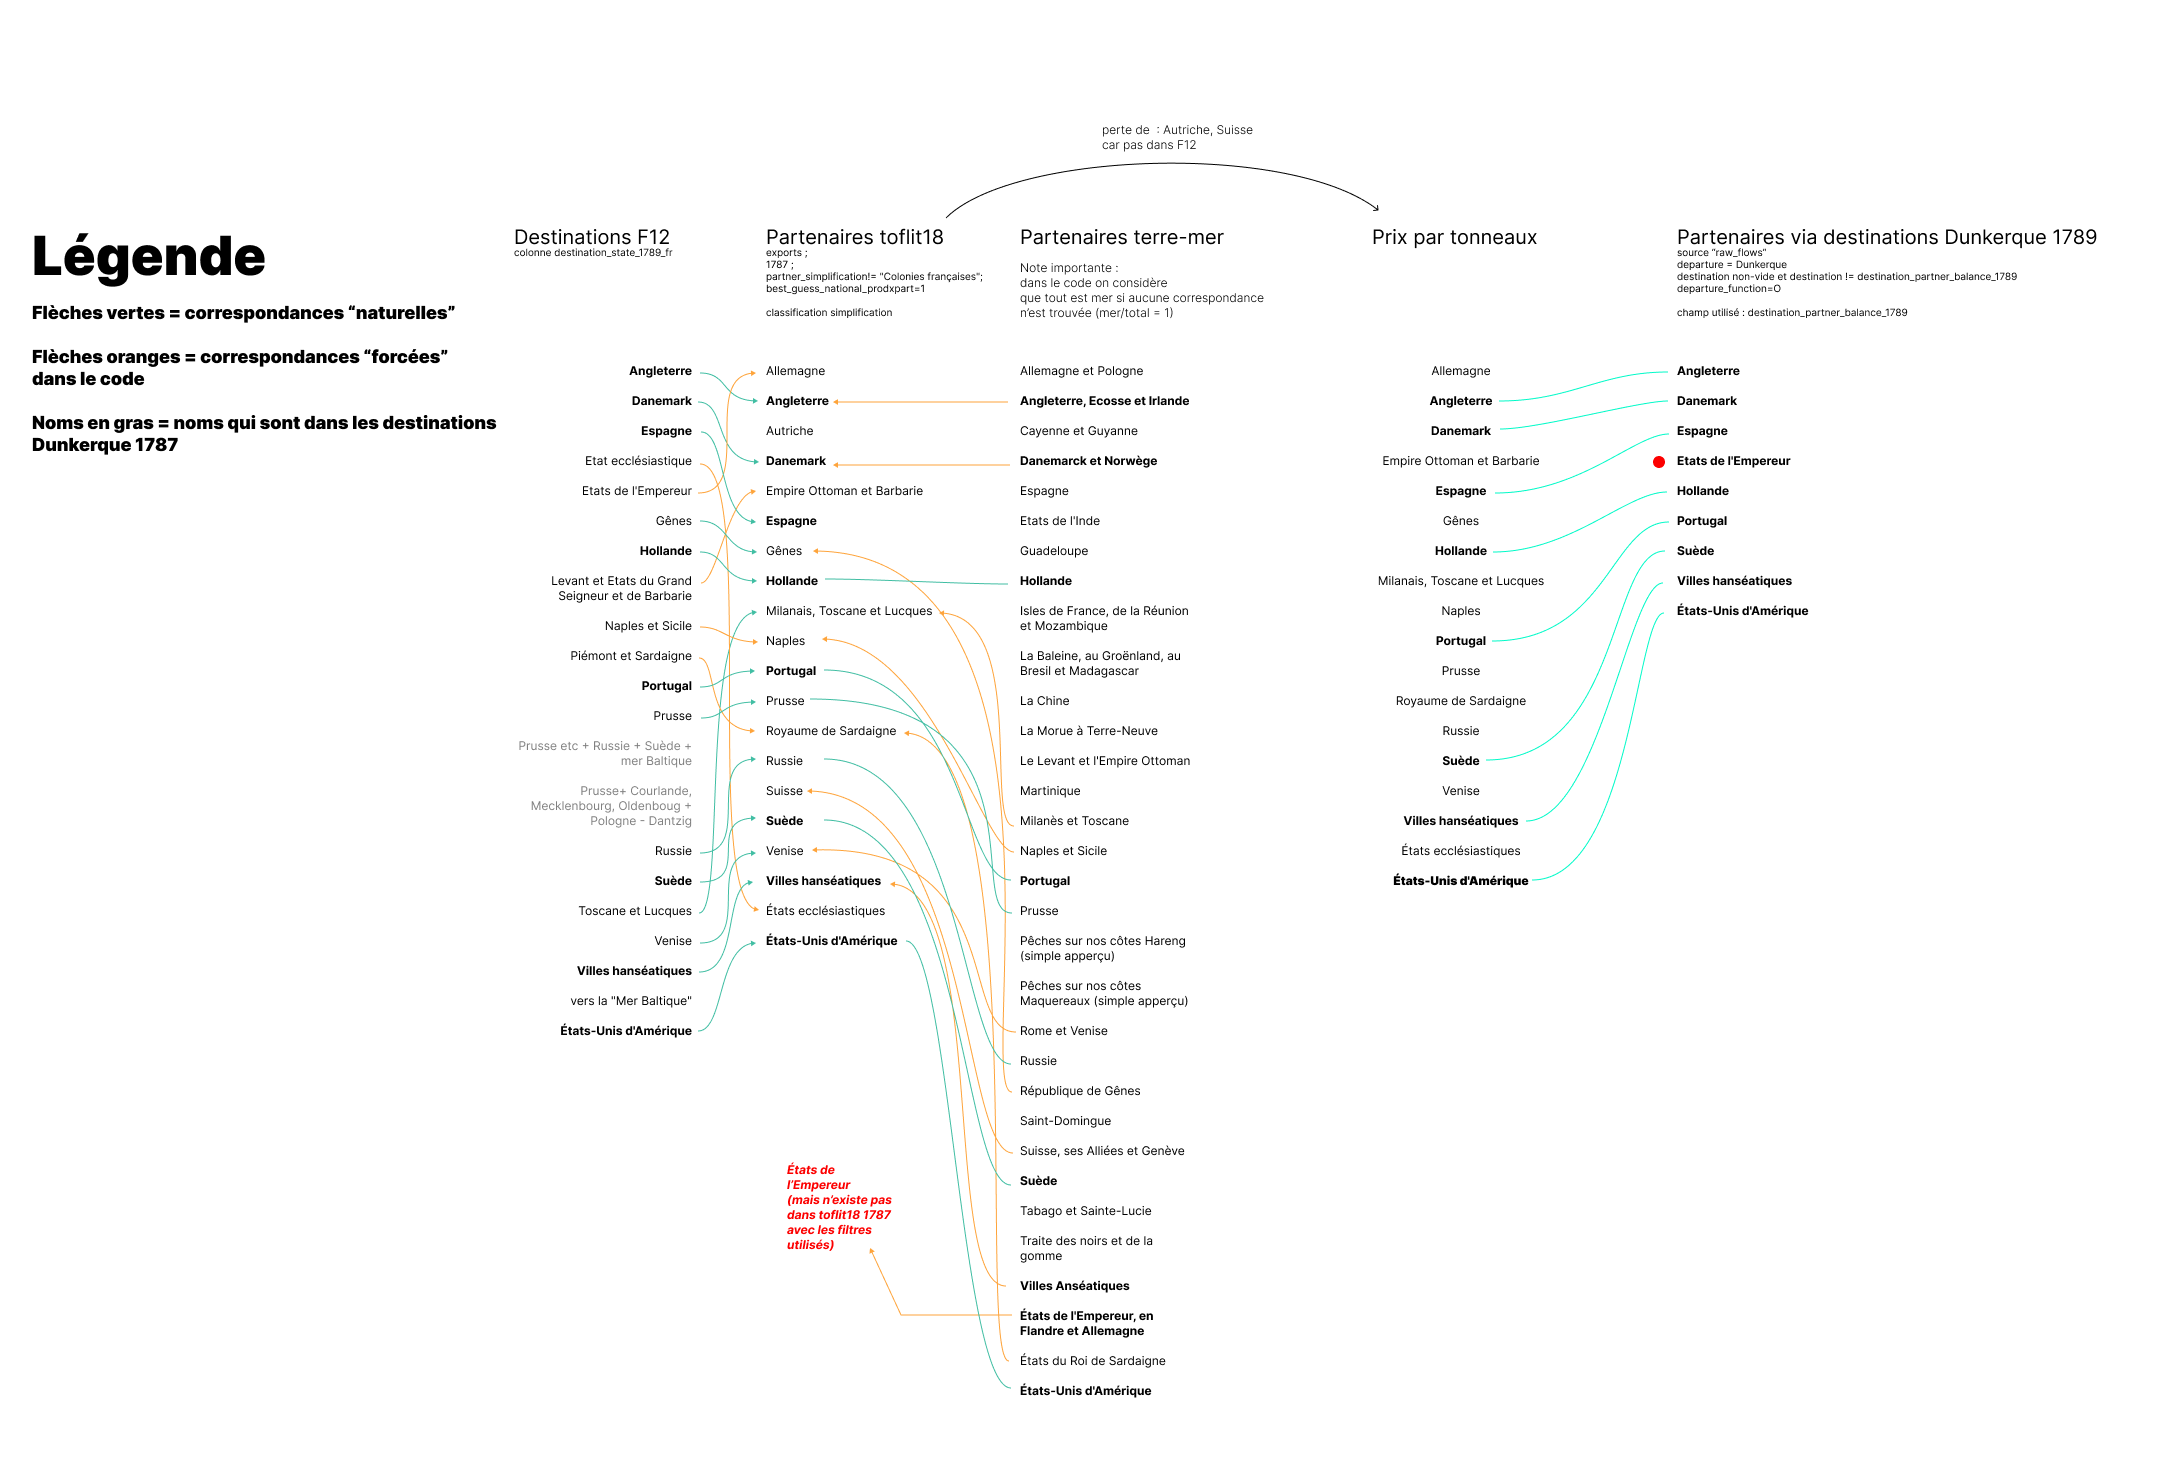 perte de  : Autriche, Suisse
car pas dans F12
Légende
Flèches vertes = correspondances “naturelles”
Flèches oranges = correspondances “forcées”
dans le code
Noms en gras = noms qui sont dans les destinations
Dunkerque 1787
Destinations F12
colonne destination_state_1789_fr
Angleterre
Danemark
Espagne
Etat ecclésiastique
Etats de l'Empereur
Gênes
Hollande
Levant et Etats du Grand
Seigneur et de Barbarie
Naples et Sicile
Piémont et Sardaigne
Portugal
Prusse
Prusse etc + Russie + Suède +
mer Baltique
Prusse+ Courlande,
Mecklenbourg, Oldenboug +
Pologne - Dantzig
Russie
Suède
Toscane et Lucques
Venise
Villes hanséatiques
vers la "Mer Baltique"
États-Unis d'Amérique
Partenaires toflit18
exports ;
1787 ;
partner_simplification!= "Colonies françaises";
best_guess_national_prodxpart=1
classification simplification
Allemagne
Angleterre
Autriche
Danemark
Empire Ottoman et Barbarie
Espagne
Gênes
Hollande
Milanais, Toscane et Lucques
Naples
Portugal
Prusse
Royaume de Sardaigne
Russie
Suisse
Suède
Venise
Villes hanséatiques
États ecclésiastiques
États-Unis d'Amérique
États de
l’Empereur
(mais n’existe pas
dans toflit18 1787
avec les filtres
utilisés)
Partenaires terre-mer
Note importante :
dans le code on considère
que tout est mer si aucune correspondance
n’est trouvée (mer/total = 1)
Allemagne et Pologne
Angleterre, Ecosse et Irlande
Cayenne et Guyanne
Danemarck et Norwège
Espagne
Etats de l'Inde
Guadeloupe
Hollande
Isles de France, de la Réunion
et Mozambique
La Baleine, au Groënland, au
Bresil et Madagascar
La Chine
La Morue à Terre-Neuve
Le Levant et l'Empire Ottoman
Martinique
Milanès et Toscane
Naples et Sicile
Portugal
Prusse
Pêches sur nos côtes Hareng
(simple apperçu)
Pêches sur nos côtes
Maquereaux (simple apperçu)
Rome et Venise
Russie
République de Gênes
Saint-Domingue
Suisse, ses Alliées et Genève
Suède
Tabago et Sainte-Lucie
Traite des noirs et de la
gomme
Villes Anséatiques
États de l'Empereur, en
Flandre et Allemagne
États du Roi de Sardaigne
États-Unis d'Amérique
Prix par tonneaux
Allemagne
Angleterre
Danemark
Empire Ottoman et Barbarie
Espagne
Gênes
Hollande
Milanais, Toscane et Lucques
Naples
Portugal
Prusse
Royaume de Sardaigne
Russie
Suède
Venise
Villes hanséatiques
États ecclésiastiques
États-Unis d'Amérique
Partenaires via destinations Dunkerque 1789
source “raw_flows”
departure = Dunkerque
destination non-vide et destination != destination_partner_balance_1789
departure_function=O
champ utilisé : destination_partner_balance_1789
Angleterre
Danemark
Espagne
Etats de l'Empereur
Hollande
Portugal
Suède
Villes hanséatiques
États-Unis d'Amérique